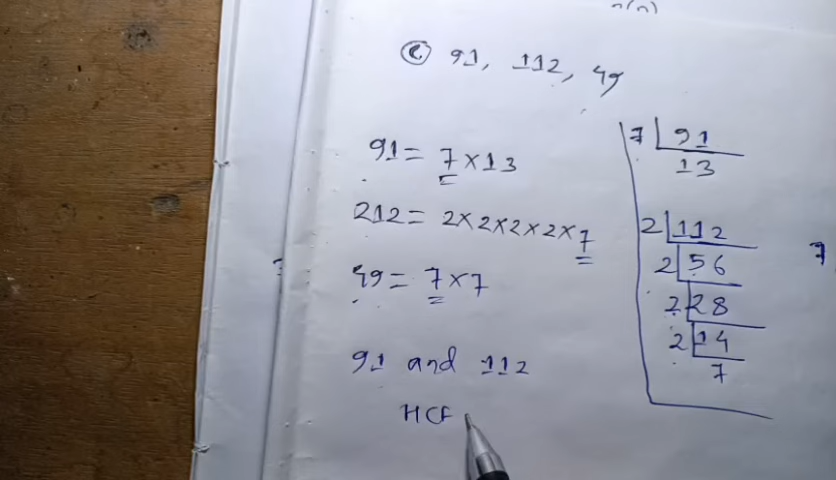 n(n)
(c) 91, 112, 49
91 = 7 × 13
212 = 2 × 2 × 2 × 2 × 7
49 = 7 × 7
91 and 112
HCF
7 91
13
2 112
2 56
2 28
2 14
7
7